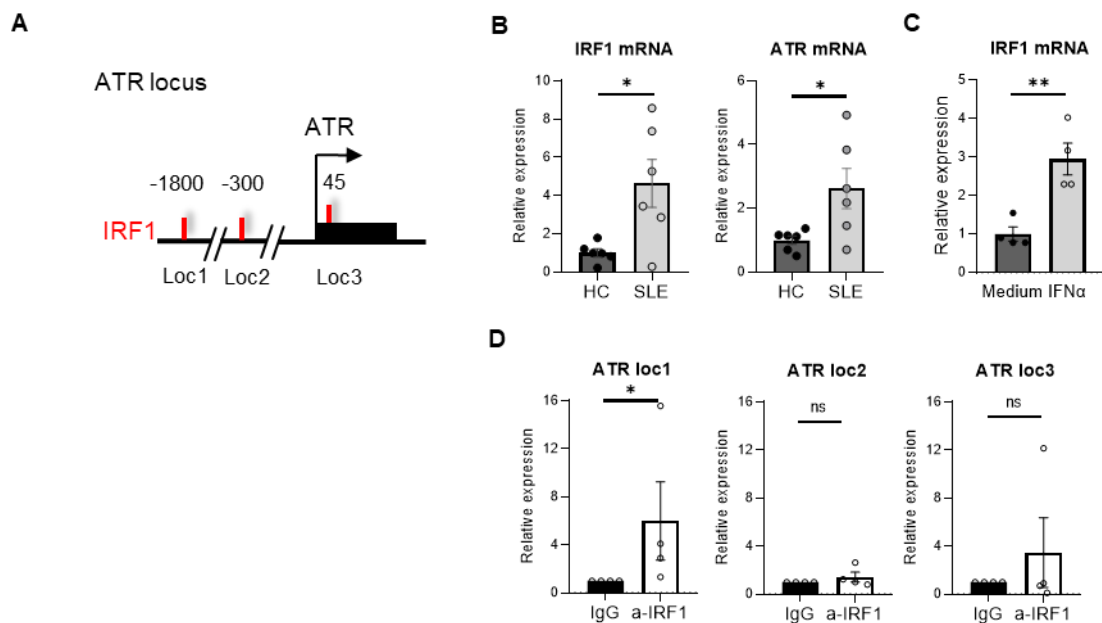 A
ATR locus
ATR
-1800
-300
45
IRF1
Loc1
Loc2
Loc3
B
IRF1 mRNA
Relative expression
10
8
6
4
2
0
*
HC
SLE
ATR mRNA
Relative expression
6
4
2
0
*
HC
SLE
C
IRF1 mRNA
Relative expression
5
4
3
2
1
0
**
Medium
IFNα
D
ATR loc1
Relative expression
16
12
8
4
0
*
IgG
a-IRF1
ATR loc2
Relative expression
16
12
8
4
0
ns
IgG
a-IRF1
ATR loc3
Relative expression
16
12
8
4
0
ns
IgG
a-IRF1